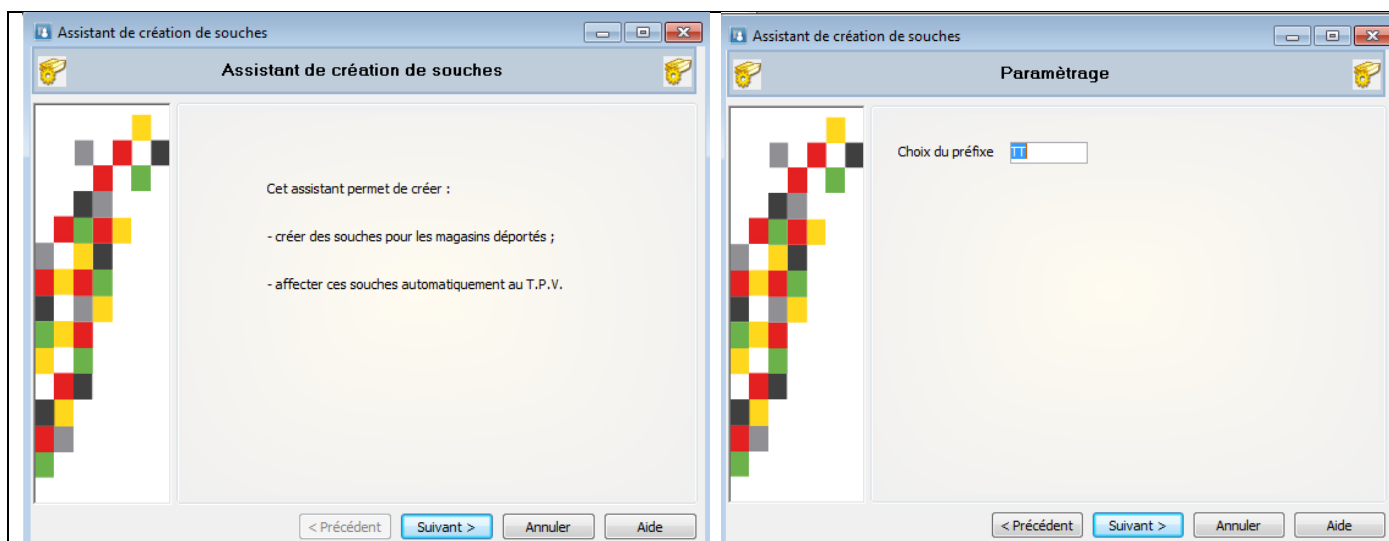 Assistant de création de souches
Assistant de création de souches
Cet assistant permet de créer :
- créer des souches pour les magasins déportés ;
- affecter ces souches automatiquement au T.P.V.
< Précédent Suivant > Annuler Aide
Assistant de création de souches
Paramètrage
Choix du préfixe TT
< Précédent Suivant > Annuler Aide